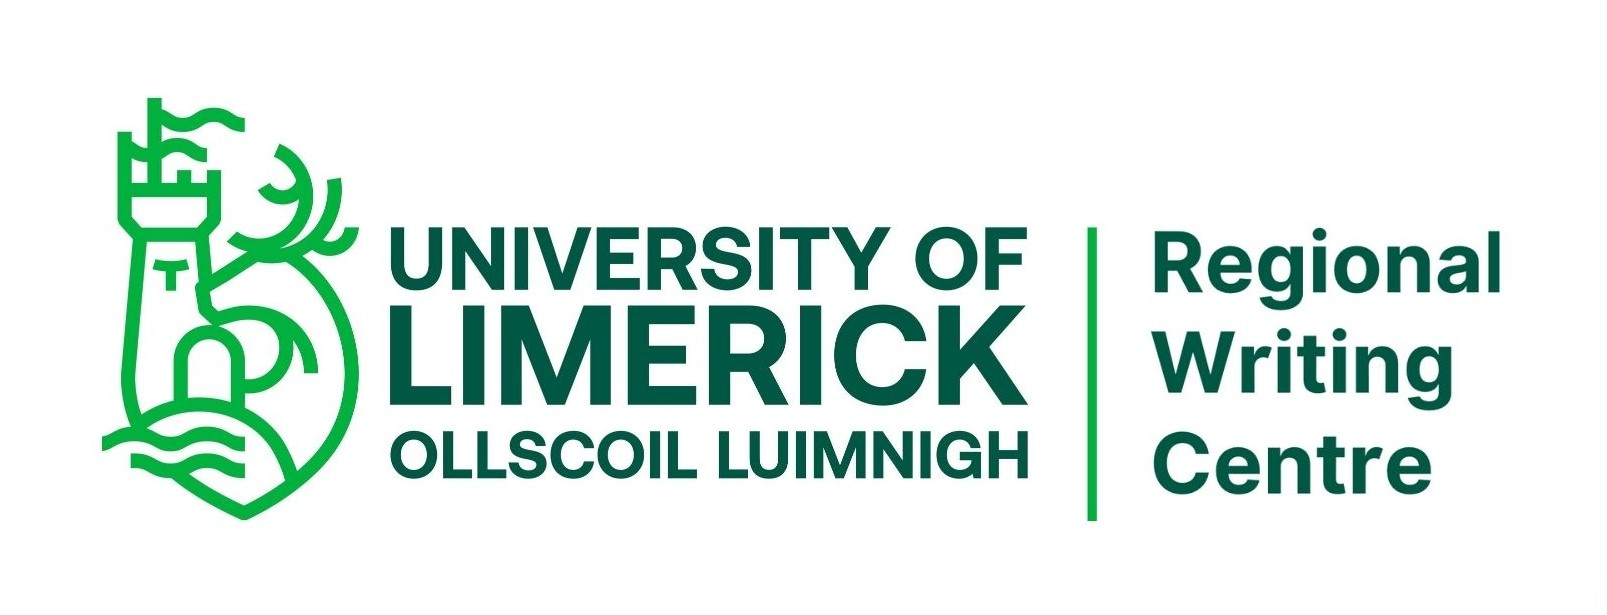 UNIVERSITY OF
LIMERICK
OLLSCOIL LUIMNIGH
Regional
Writing
Centre